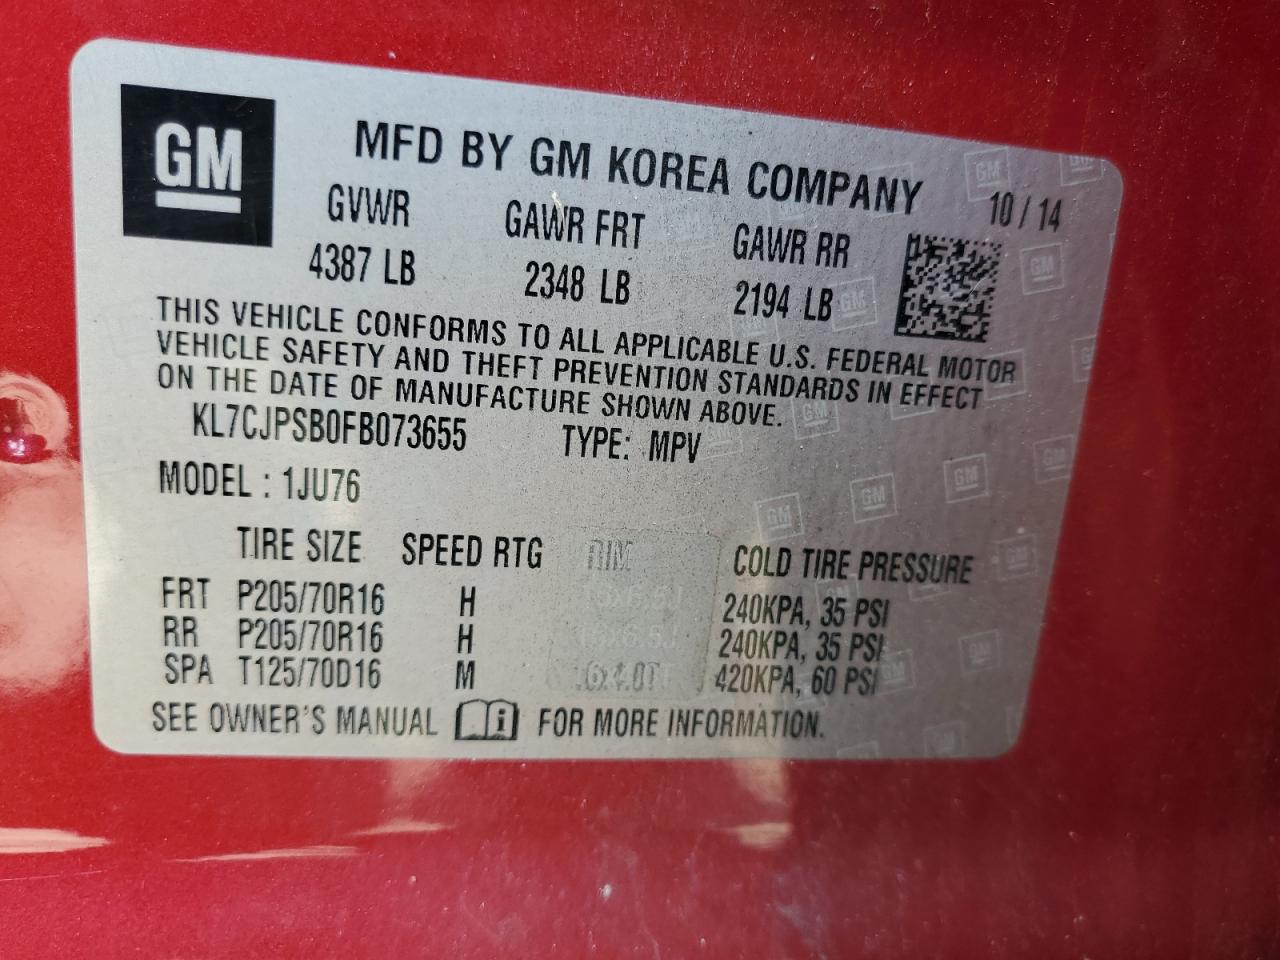 GM
MFD BY GM KOREA COMPANY
10 / 14
GVWR GAWR FRT GAWR RR
4387 LB 2348 LB 2194 LB
THIS VEHICLE CONFORMS TO ALL APPLICABLE U.S. FEDERAL MOTOR
VEHICLE SAFETY AND THEFT PREVENTION STANDARDS IN EFFECT
ON THE DATE OF MANUFACTURE SHOWN ABOVE.
KL7CJPSB0FB073655 TYPE: MPV
MODEL : 1JU76
TIRE SIZE SPEED RTG RIM COLD TIRE PRESSURE
FRT P205/70R16 H 240KPA, 35 PSI
RR P205/70R16 H 240KPA, 35 PSI
SPA T125/70D16 M 420KPA, 60 PSI
SEE OWNER'S MANUAL i FOR MORE INFORMATION.